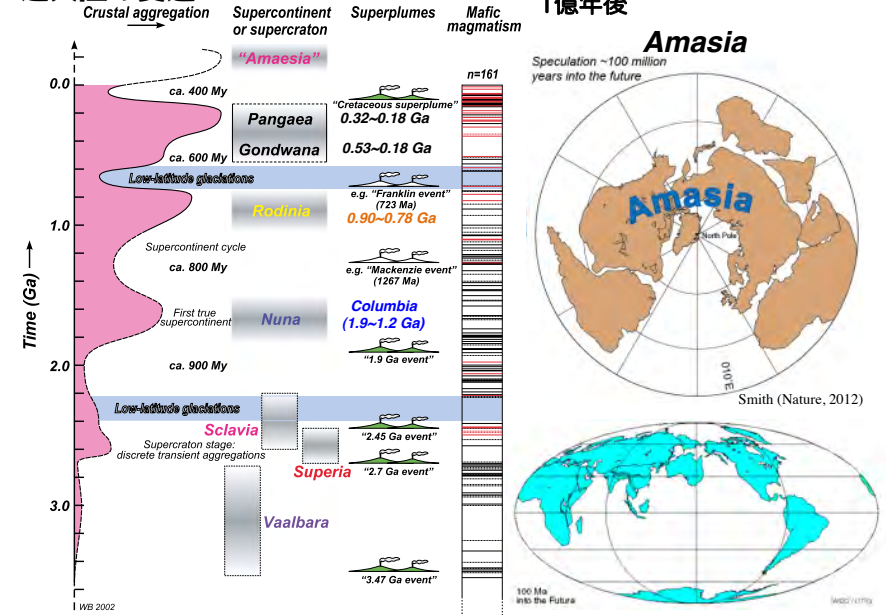 1億年後
Crustal aggregation
Supercontinent
or supercraton
Superplumes
Mafic
magmatism
"Amaesia"
n=161
0.0
ca. 400 My
"Cretaceous superplume"
Pangaea
0.32~0.18 Ga
Gondwana
0.53~0.18 Ga
ca. 600 My
Low-latitude glaciations
e.g. "Franklin event"
(723 Ma)
Rodinia
0.90~0.78 Ga
1.0
Supercontinent cycle
ca. 800 My
e.g. "Mackenzie event"
(1267 Ma)
Time (Ga)
First true
supercontinent
Nuna
Columbia
(1.9~1.2 Ga)
"1.9 Ga event"
2.0
ca. 900 My
Low-latitude glaciations
Sclavia
"2.45 Ga event"
Supercraton stage:
discrete transient aggregations
Superia
"2.7 Ga event"
3.0
Vaalbara
"3.47 Ga event"
WB 2002
Amasia
Speculation ~100 million
years into the future
Amasia
North Pole
010°E
Smith (Nature, 2012)
100 Ma
into the Future